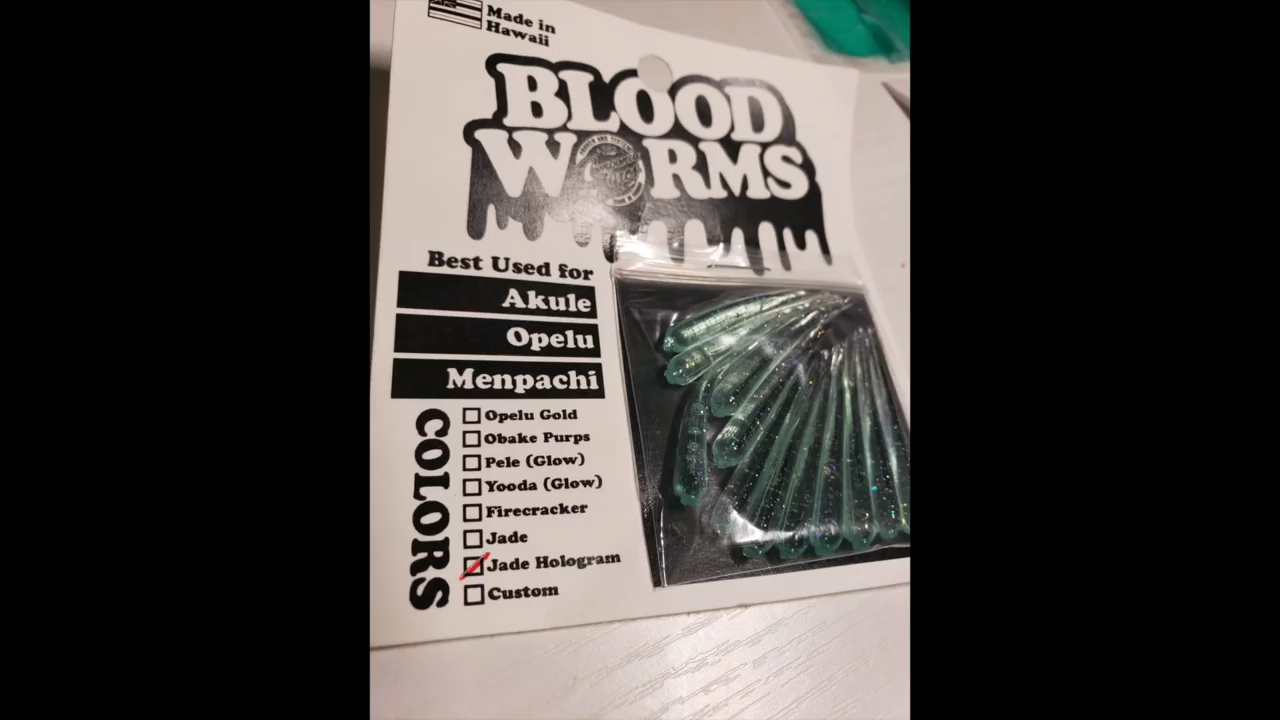 Made in
Hawaii
BLOOD
WORMS
Best Used for
Akule
Opelu
Menpachi
COLORS
Opelu Gold
Obake Purps
Pele (Glow)
Yooda (Glow)
Firecracker
Jade
Jade Hologram
Custom